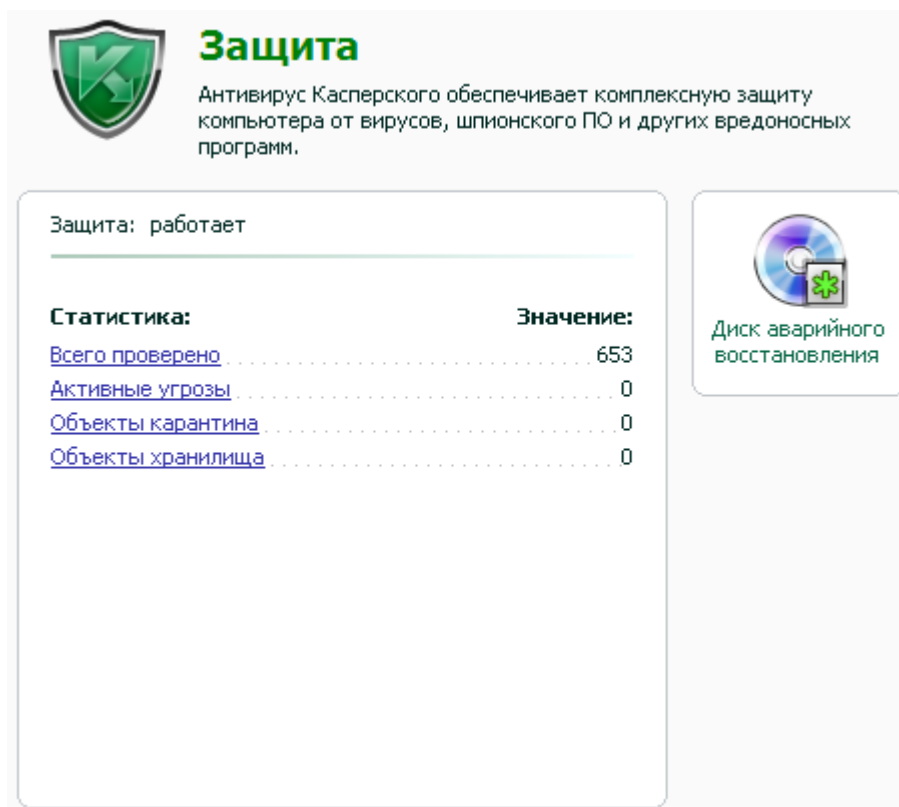 Защита
Антивирус Касперского обеспечивает комплексную защиту
компьютера от вирусов, шпионского ПО и других вредоносных
программ.
Защита: работает
Статистика: Значение:
Всего проверено 653
Активные угрозы 0
Объекты карантина 0
Объекты хранилища 0
Диск аварийного
восстановления